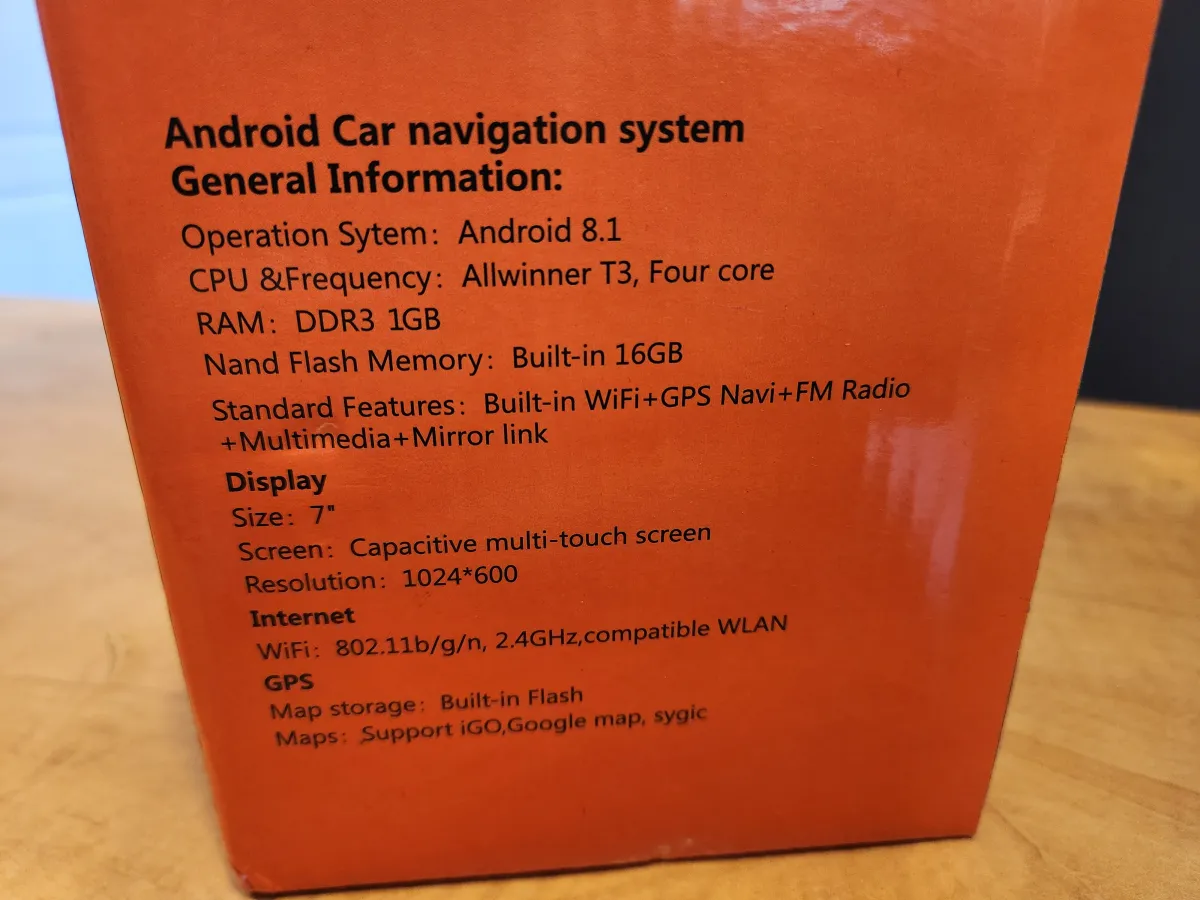 Android Car navigation system
General Information:
Operation Sytem: Android 8.1
CPU &Frequency: Allwinner T3, Four core
RAM: DDR3 1GB
Nand Flash Memory: Built-in 16GB
Standard Features: Built-in WiFi+GPS Navi+FM Radio
+Multimedia+Mirror link
Display
Size: 7"
Screen: Capacitive multi-touch screen
Resolution: 1024*600
Internet
WiFi: 802.11b/g/n, 2.4GHz,compatible WLAN
GPS
Map storage: Built-in Flash
Maps: Support iGO,Google map, sygic